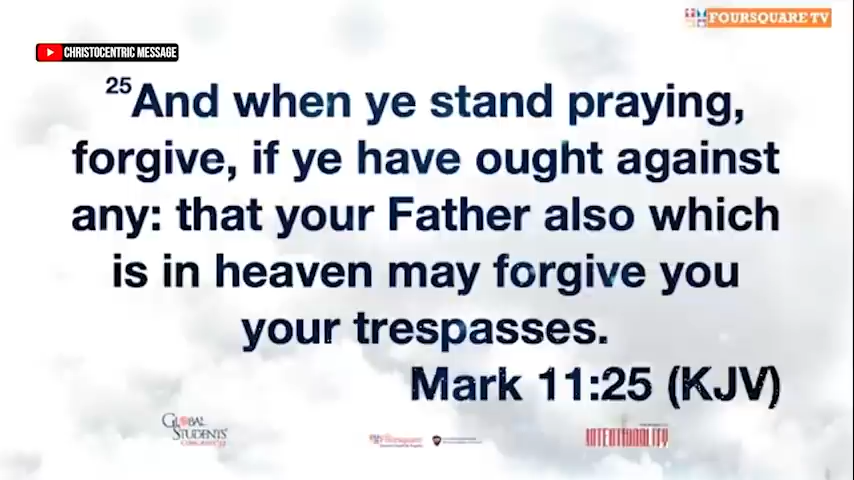 FOURSQUARE TV
CHRISTOCENTRIC MESSAGE
25And when ye stand praying,
forgive, if ye have ought against
any: that your Father also which
is in heaven may forgive you
your trespasses.
Mark 11:25 (KJV)
GLOBAL
STUDENTS'
Foursquare
INTENTIONALITY